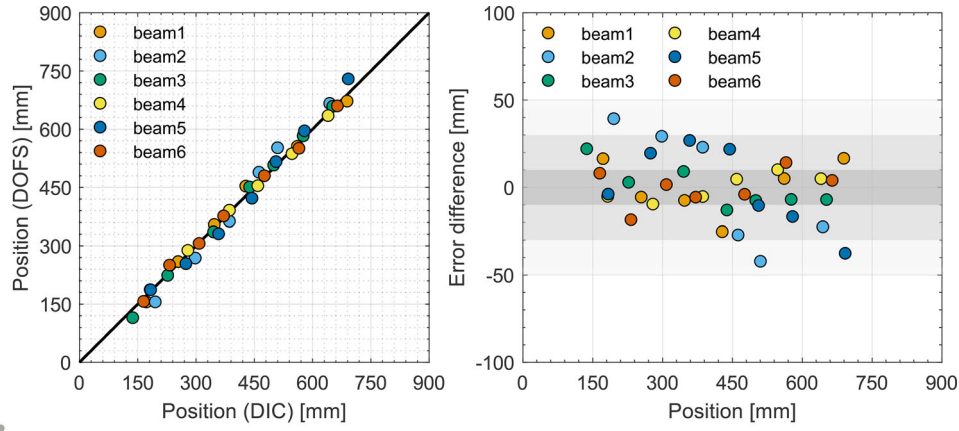 900
750
600
450
300
150
0
Position (DOFS) [mm]
beam1
beam2
beam3
beam4
beam5
beam6
0 150 300 450 600 750 900
Position (DIC) [mm]
100
50
0
-50
-100
Error difference [mm]
beam1 beam4
beam2 beam5
beam3 beam6
0 150 300 450 600 750 900
Position [mm]